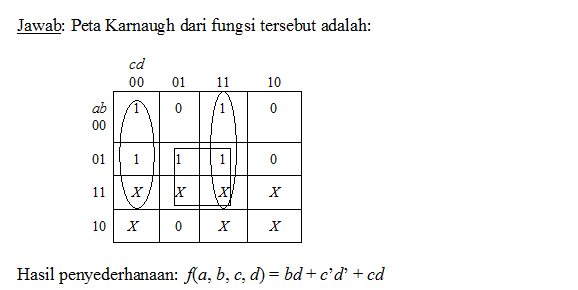 Jawab: Peta Karnaugh dari fungsi tersebut adalah:
cd
00 01 11 10
ab
00 1 0 1 0
01 1 1 1 0
11 X X X X
10 X 0 X X
Hasil penyederhanaan: f(a, b, c, d) = bd + c’d’ + cd